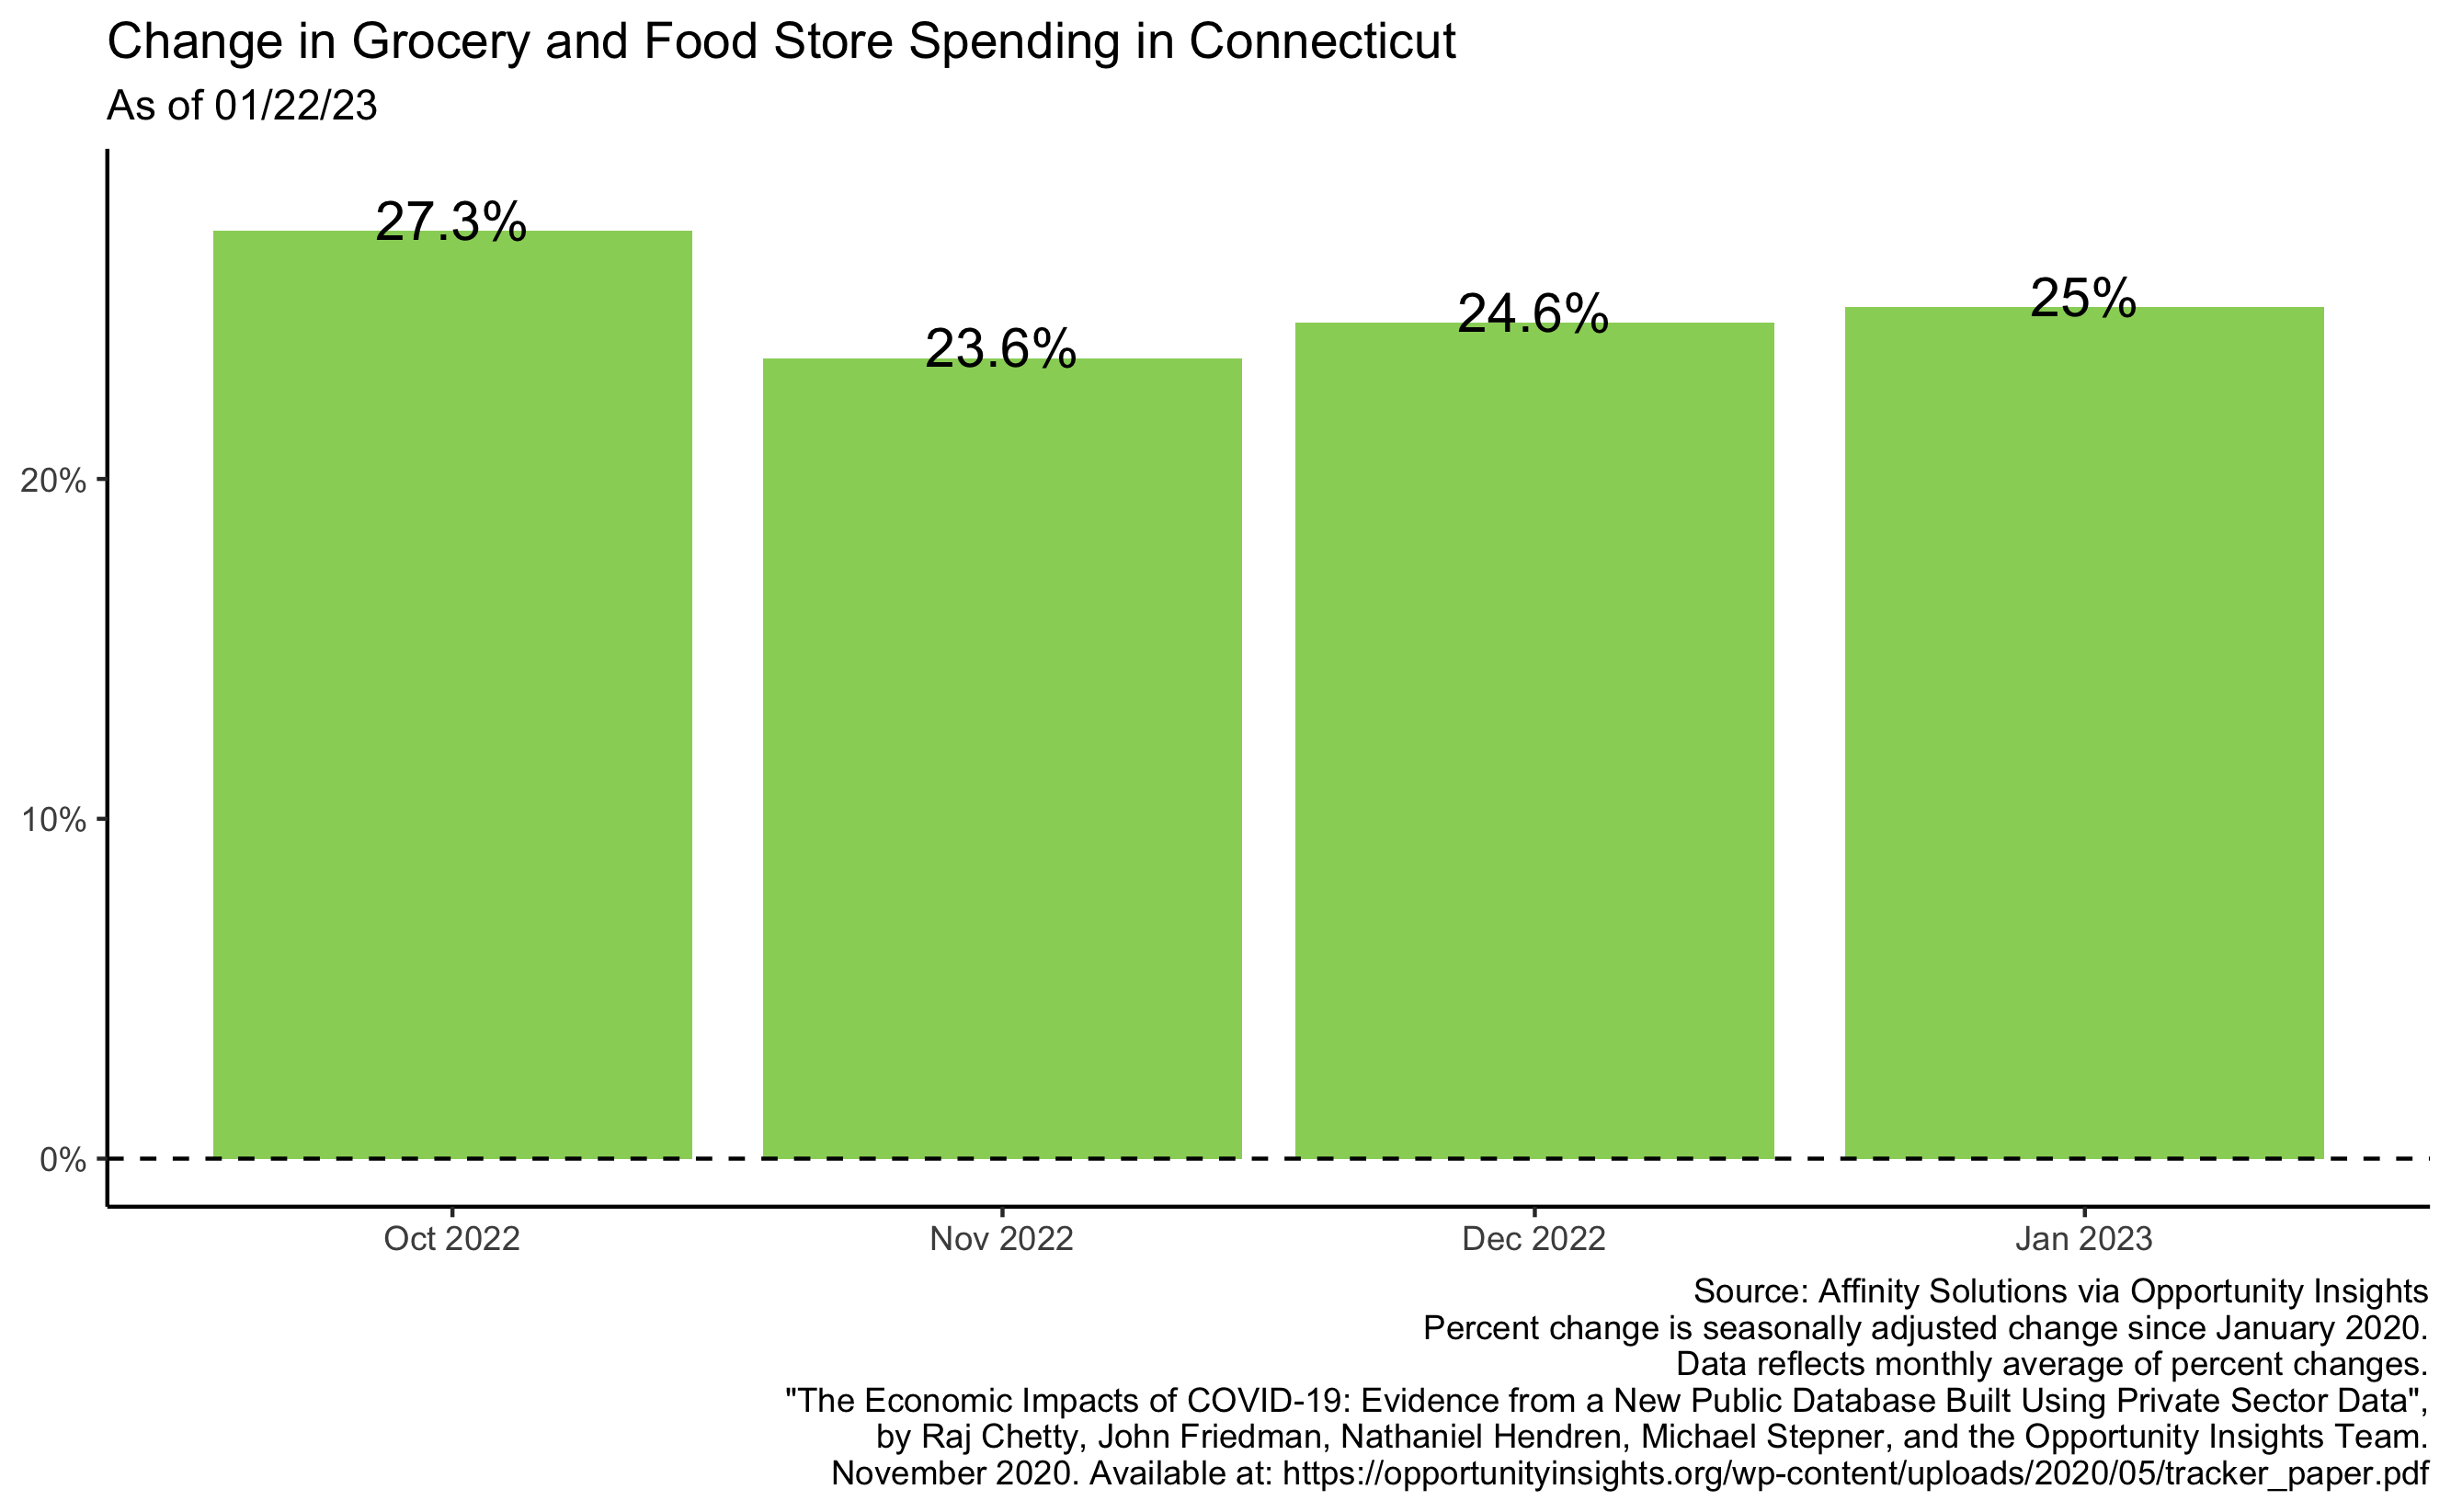 Change in Grocery and Food Store Spending in Connecticut
As of 01/22/23
27.3%
23.6%
24.6%
25%
20%
10%
0%
Oct 2022
Nov 2022
Dec 2022
Jan 2023
Source: Affinity Solutions via Opportunity Insights
Percent change is seasonally adjusted change since January 2020.
Data reflects monthly average of percent changes.
"The Economic Impacts of COVID-19: Evidence from a New Public Database Built Using Private Sector Data",
by Raj Chetty, John Friedman, Nathaniel Hendren, Michael Stepner, and the Opportunity Insights Team.
November 2020. Available at: https://opportunityinsights.org/wp-content/uploads/2020/05/tracker_paper.pdf